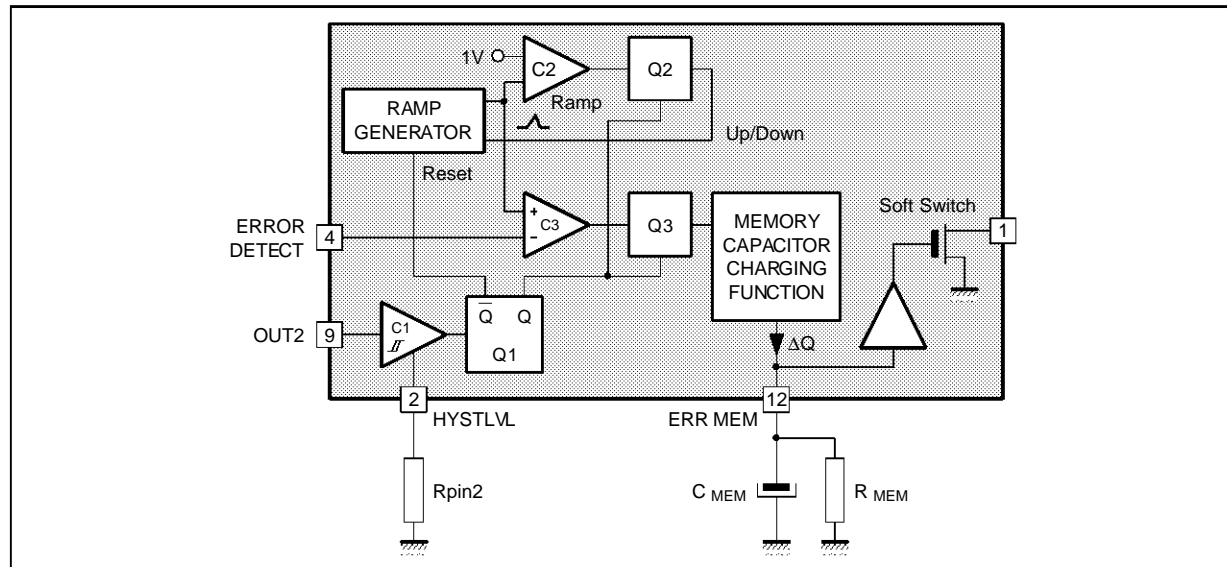 1V
C2
Q2
Ramp
RAMP
GENERATOR
Up/Down
Reset
ERROR
DETECT
4
+
−
C3
Q3
MEMORY
CAPACITOR
CHARGING
FUNCTION
Soft Switch
1
OUT2
9
C1
Q̅ Q
Q1
ΔQ
2
HYSTLVL
12
ERR MEM
Rpin2
C MEM
R MEM